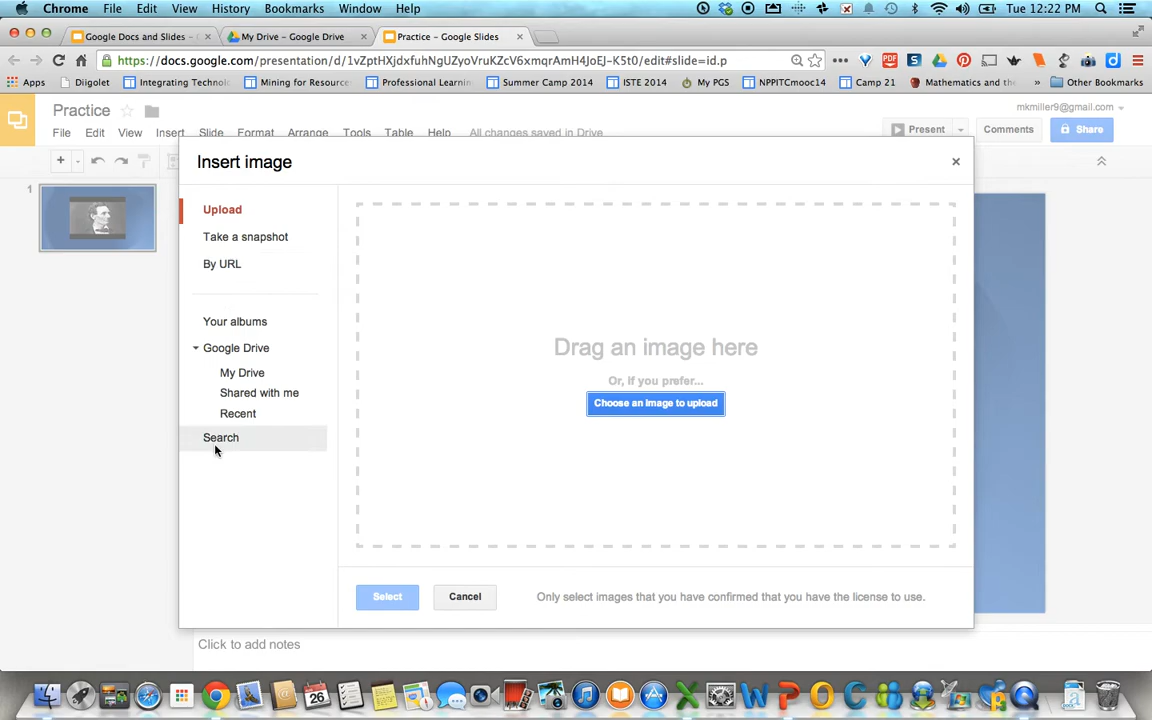 Chrome File Edit View History Bookmarks Window Help Tue 12:22 PM
Google Docs and Slides - My Drive - Google Drive Practice - Google Slides
https://docs.google.com/presentation/d/1vZptHXjdxfuhNgUZyoVruKZcV6xmqrAmH4JoEJ-K5t0/edit#slide=id.p
Apps Diigolet Integrating Technol Mining for Resource Professional Learning Summer Camp 2014 ISTE 2014 My PGS NPPITCmooc14 Camp 21 Mathematics and the » Other Bookmarks
Practice mkmiller9@gmail.com
File Edit View Insert Slide Format Arrange Tools Table Help All changes saved in Drive Present Comments Share
Insert image
1
Upload
Take a snapshot
By URL
Your albums
Google Drive
My Drive
Shared with me
Recent
Search
Drag an image here
Or, if you prefer...
Choose an image to upload
Select Cancel Only select images that you have confirmed that you have the license to use.
Click to add notes